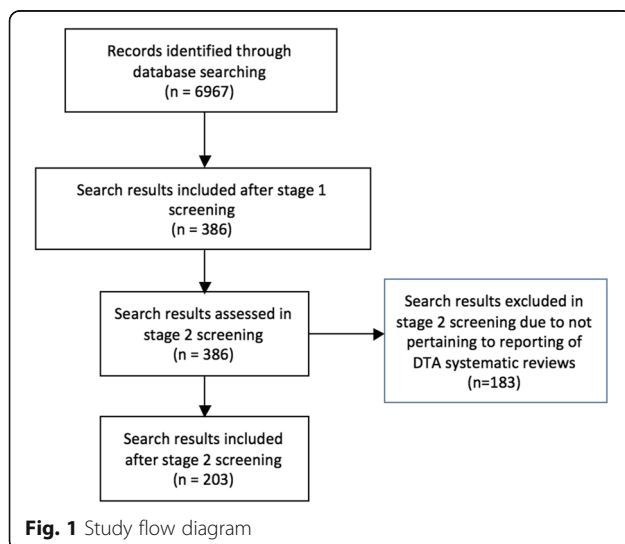 Records identified through
database searching
(n = 6967)
Search results included after stage 1
screening
(n = 386)
Search results assessed in
stage 2 screening
(n = 386)
Search results excluded in
stage 2 screening due to not
pertaining to reporting of
DTA systematic reviews
(n=183)
Search results included
after stage 2 screening
(n = 203)
Fig. 1 Study flow diagram